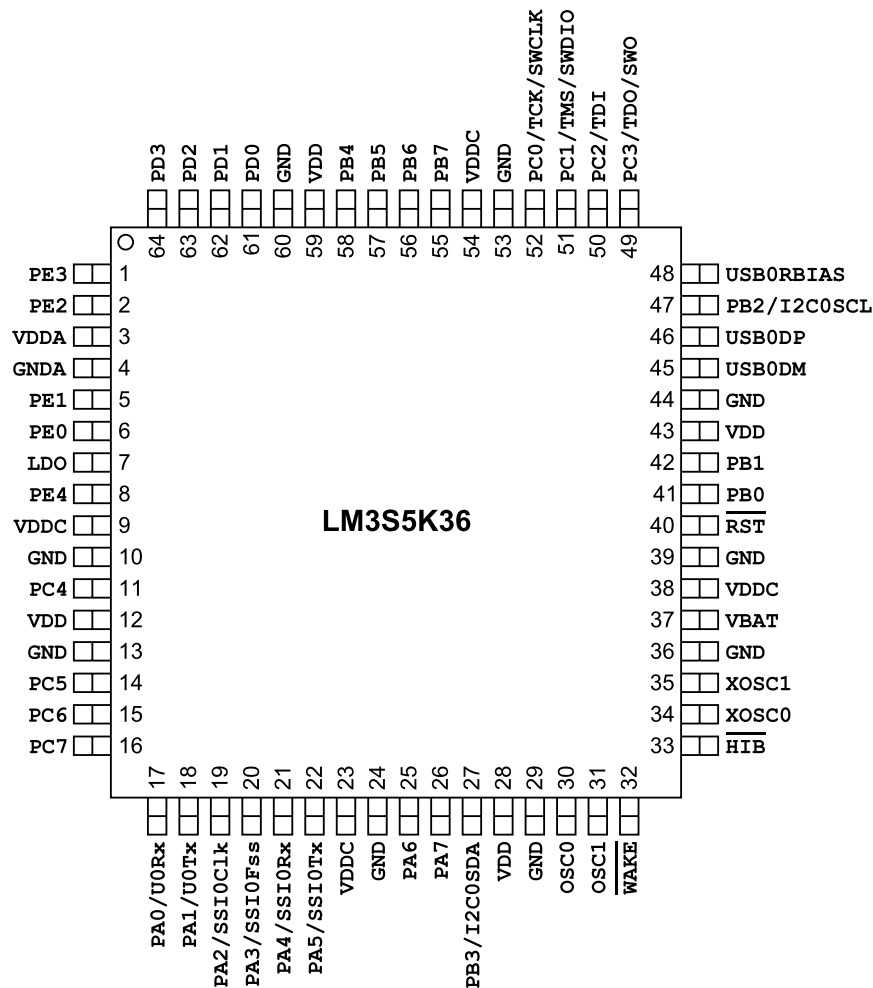 PD3
PD2
PD1
PD0
GND
VDD
PB4
PB5
PB6
PB7
VDDC
GND
PC0/TCK/SWCLK
PC1/TMS/SWDIO
PC2/TDI
PC3/TDO/SWO
64
63
62
61
60
59
58
57
56
55
54
53
52
51
50
49
PE3 1
PE2 2
VDDA 3
GNDA 4
PE1 5
PE0 6
LDO 7
PE4 8
VDDC 9
GND 10
PC4 11
VDD 12
GND 13
PC5 14
PC6 15
PC7 16
LM3S5K36
48 USB0RBIAS
47 PB2/I2C0SCL
46 USB0DP
45 USB0DM
44 GND
43 VDD
42 PB1
41 PB0
40 RST
39 GND
38 VDDC
37 VBAT
36 GND
35 XOSC1
34 XOSC0
33 HIB
17
18
19
20
21
22
23
24
25
26
27
28
29
30
31
32
PA0/U0Rx
PA1/U0Tx
PA2/SSI0Clk
PA3/SSI0Fss
PA4/SSI0Rx
PA5/SSI0Tx
VDDC
GND
PA6
PA7
PB3/I2C0SDA
VDD
GND
OSC0
OSC1
WAKE